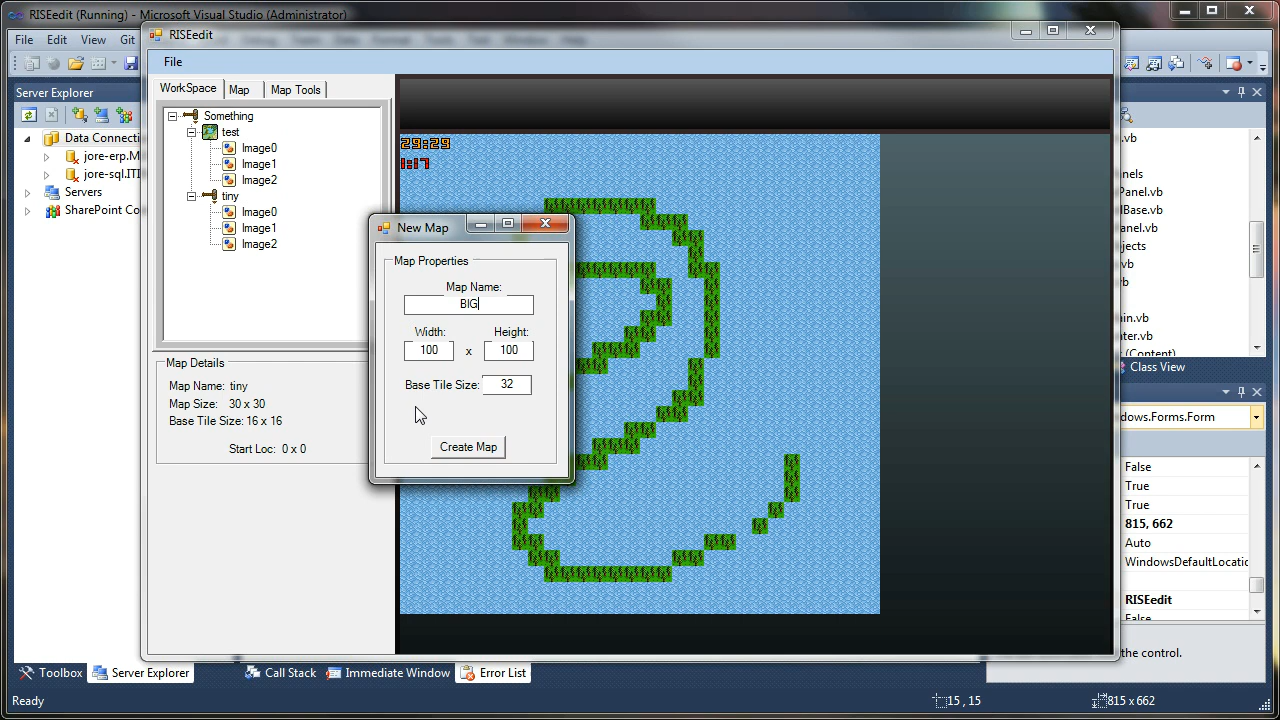 RISEedit (Running) - Microsoft Visual Studio (Administrator)
File Edit View Git
RISEedit
File
Server Explorer
Data Connecti
jore-erp.M
jore-sql.ITI
Servers
SharePoint Co
WorkSpace Map Map Tools
Something
test
Image0
Image1
Image2
tiny
Image0
Image1
Image2
Map Details
Map Name: tiny
Map Size: 30 x 30
Base Tile Size: 16 x 16
Start Loc: 0 x 0
29:29
1:17
New Map
Map Properties
Map Name:
BIG
Width: Height:
100 x 100
Base Tile Size: 32
Create Map
.vb
nels
Panel.vb
lBase.vb
Panel.vb
bjects
vb
b
ain.vb
nter.vb
t (Content)
Class View
dows.Forms.Form
False
True
True
815, 662
Auto
WindowsDefaultLocatic
RISEedit
False
the control.
Toolbox Server Explorer Call Stack Immediate Window Error List
Ready 15 , 15 815 x 662